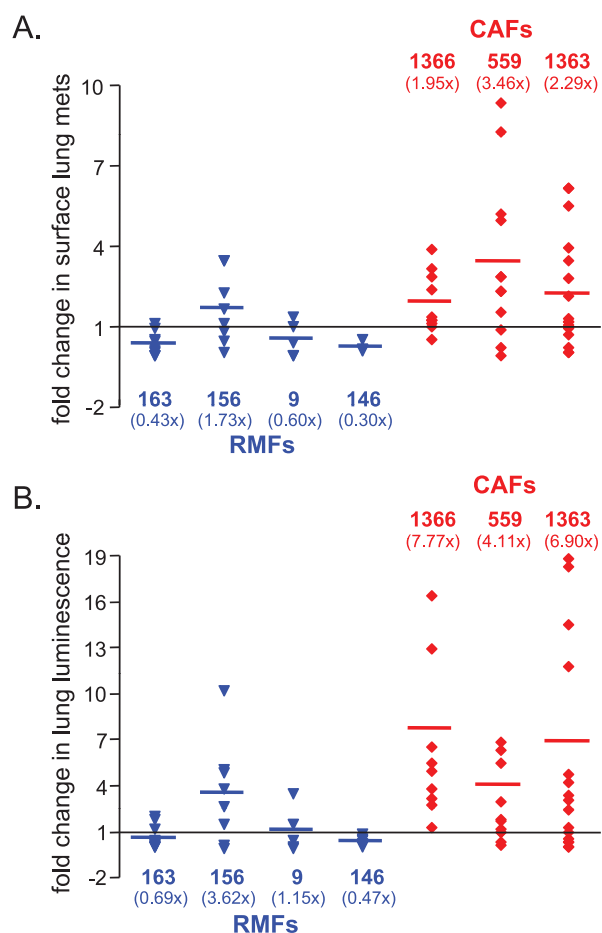 A.
CAFs
1366 559 1363
(1.95x) (3.46x) (2.29x)
fold change in surface lung mets
10
7
4
1
-2
163 156 9 146
(0.43x) (1.73x) (0.60x) (0.30x)
RMFs
B.
CAFs
1366 559 1363
(7.77x) (4.11x) (6.90x)
fold change in lung luminescence
19
16
13
10
7
4
1
-2
163 156 9 146
(0.69x) (3.62x) (1.15x) (0.47x)
RMFs